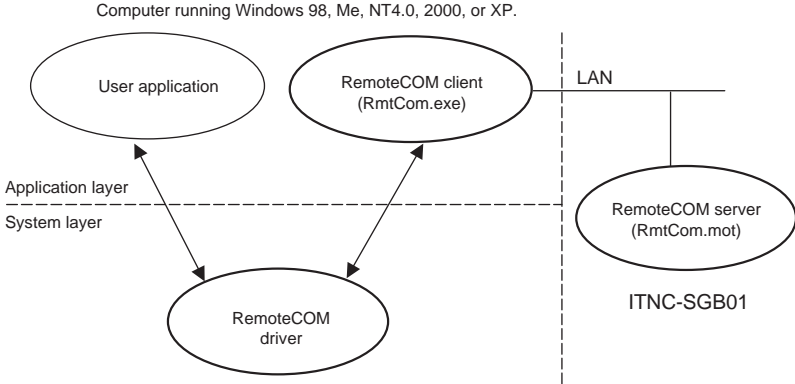 Computer running Windows 98, Me, NT4.0, 2000, or XP.
User application
RemoteCOM client
(RmtCom.exe)
LAN
Application layer
System layer
RemoteCOM server
(RmtCom.mot)
ITNC-SGB01
RemoteCOM
driver